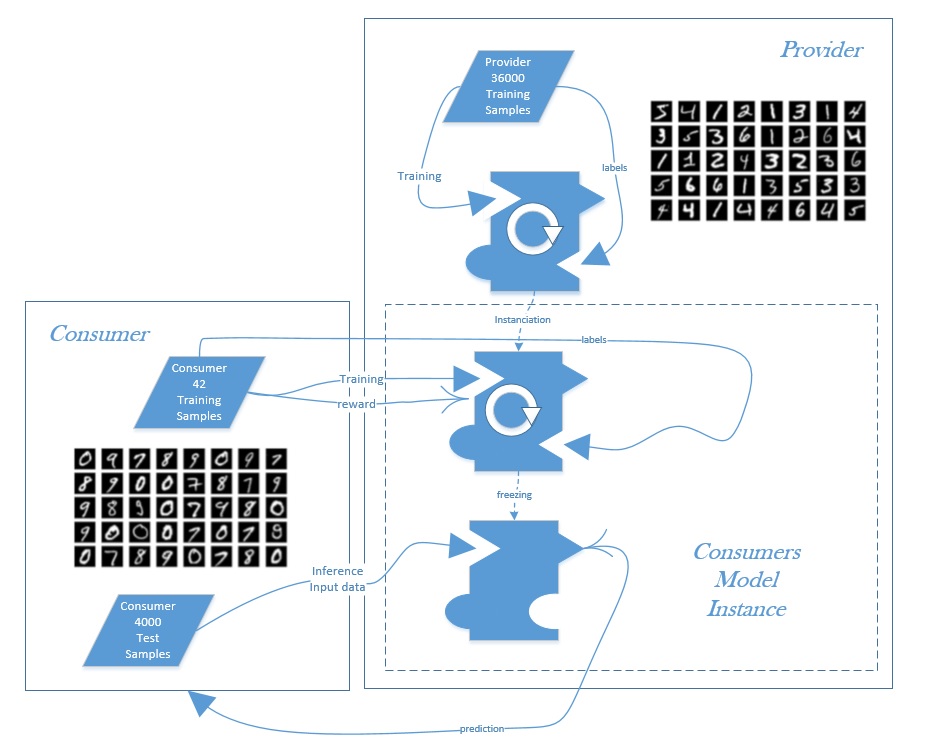 Provider
Provider
36000
Training
Samples
5 4 1 2 1 3 1 4
3 5 3 6 1 2 6 4
1 1 2 4 3 2 3 6
5 6 6 1 3 5 3 3
4 4 1 4 4 6 4 5
Training
labels
Instanciation
Consumer
labels
Consumer
42
Training
Samples
Training
reward
0 9 7 8 9 0 9 7
8 9 0 0 7 8 7 9
9 8 9 0 7 9 8 0
9 0 0 0 7 0 7
0 7 8 9 0 7 8 0
freezing
Consumers
Model
Instance
Inference
Input data
Consumer
4000
Test
Samples
prediction